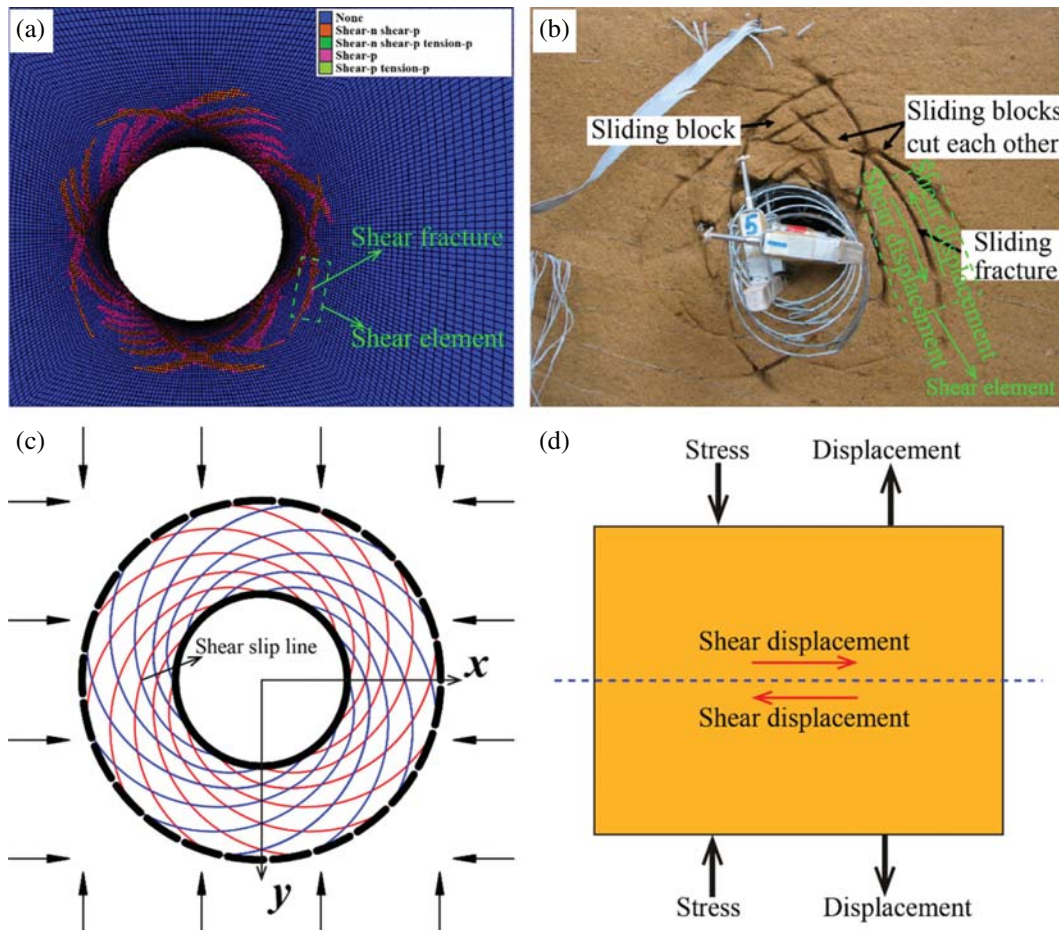 (a)
None
Shear-n shear-p
Shear-n shear-p tension-p
Shear-p
Shear-p tension-p
Shear fracture
Shear element
(b)
Sliding block
Sliding blocks
cut each other
Shear displacement
Shear displacement
Sliding
fracture
Shear element
5
(c)
Shear slip line
x
y
(d)
Stress
Displacement
Shear displacement
Shear displacement
Stress
Displacement